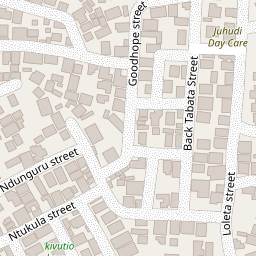 Juhudi
Day Care
Goodhope street
Back Tabata Street
Ndunguru street
Loleta street
Ntukula street
kivutio